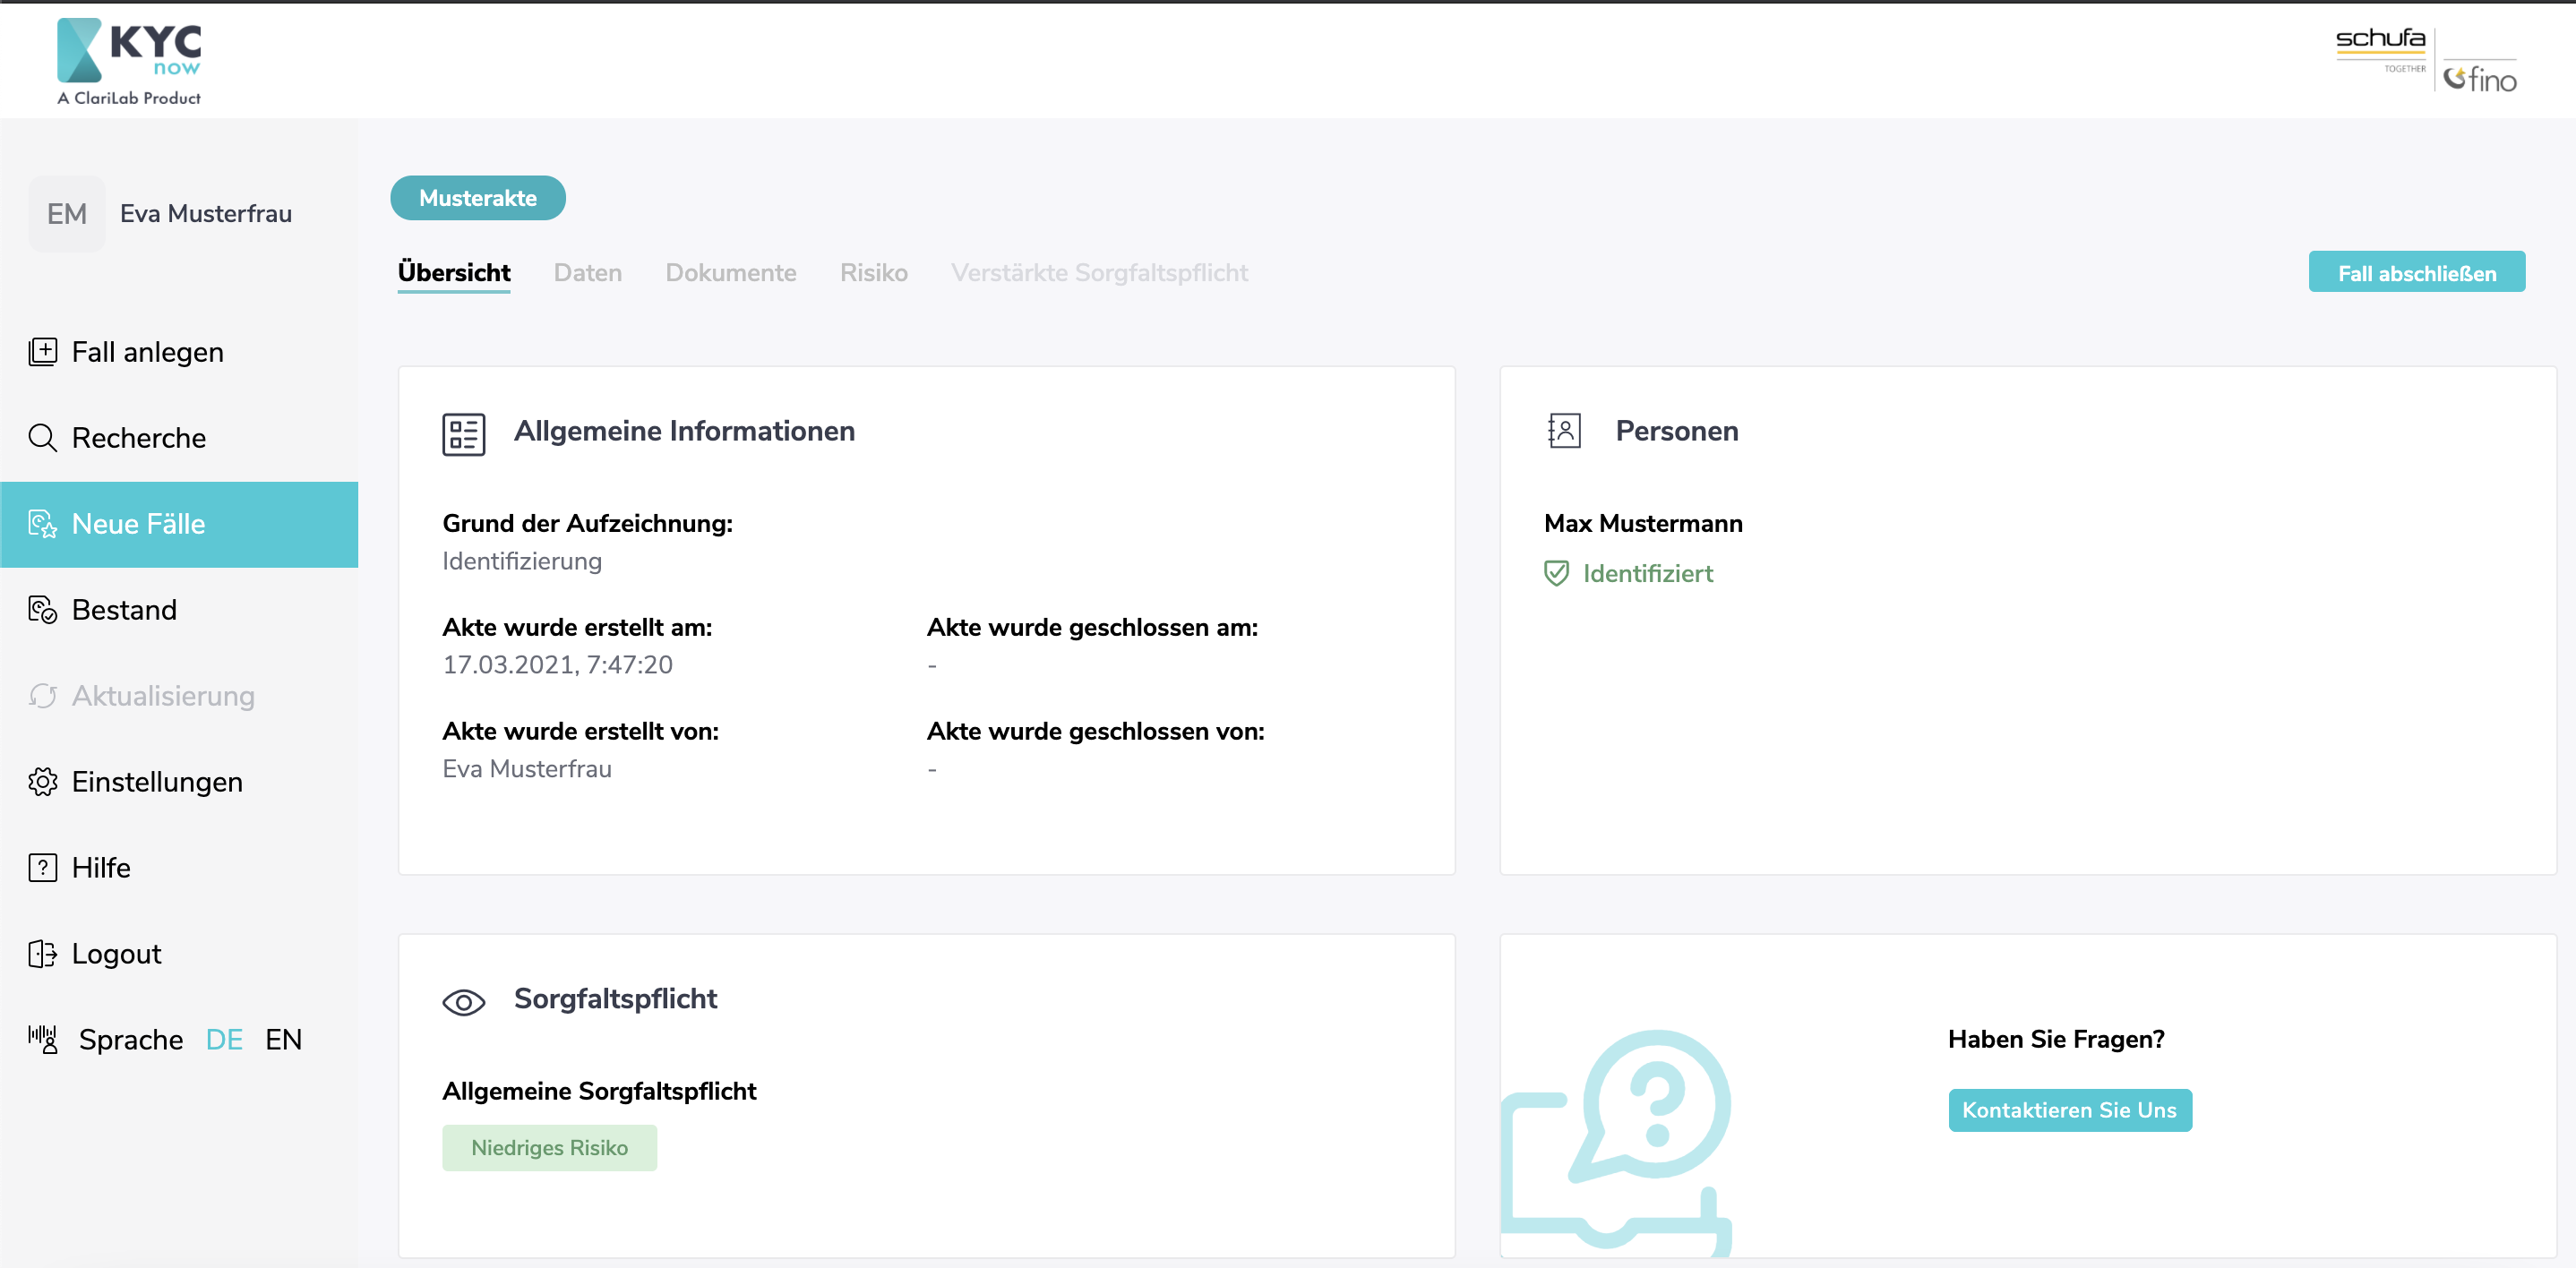 KYC
now
A ClariLab Product
schufa
TOGETHER
fino
EM
Eva Musterfrau
Fall anlegen
Recherche
Neue Fälle
Bestand
Aktualisierung
Einstellungen
Hilfe
Logout
Sprache DE EN
Musterakte
Übersicht Daten Dokumente Risiko Verstärkte Sorgfaltspflicht
Fall abschließen
Allgemeine Informationen
Grund der Aufzeichnung:
Identifizierung
Akte wurde erstellt am: Akte wurde geschlossen am:
17.03.2021, 7:47:20 -
Akte wurde erstellt von: Akte wurde geschlossen von:
Eva Musterfrau -
Personen
Max Mustermann
Identifiziert
Sorgfaltspflicht
Allgemeine Sorgfaltspflicht
Niedriges Risiko
Haben Sie Fragen?
Kontaktieren Sie Uns